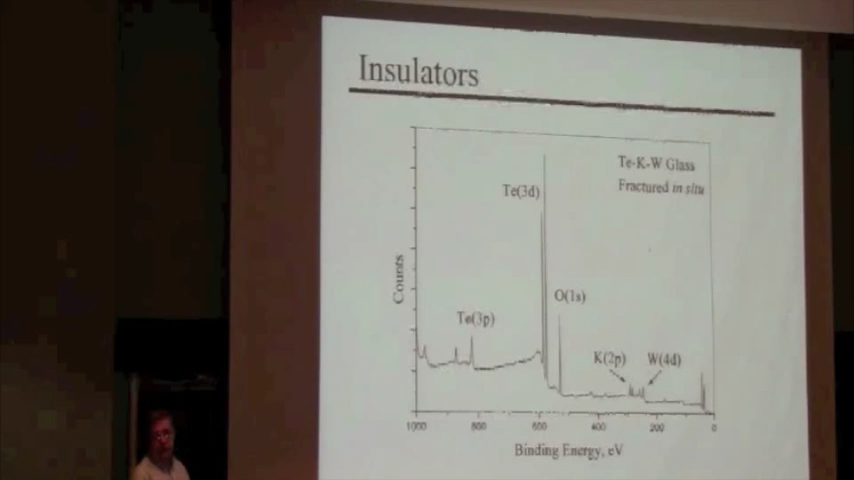 Insulators
Te-K-W Glass
Fractured in situ
Te(3d)
O(1s)
Te(3p)
K(2p)
W(4d)
Counts
1000
800
600
400
200
0
Binding Energy, eV